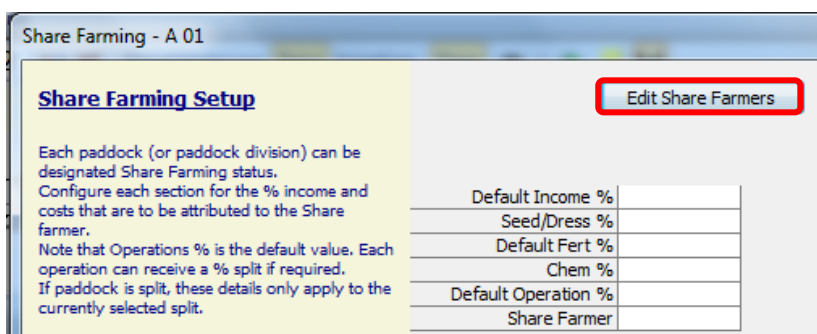 Share Farming - A 01
Share Farming Setup
Edit Share Farmers
Each paddock (or paddock division) can be
designated Share Farming status.
Configure each section for the % income and
costs that are to be attributed to the Share
farmer.
Note that Operations % is the default value. Each
operation can receive a % split if required.
If paddock is split, these details only apply to the
currently selected split.
Default Income %
Seed/Dress %
Default Fert %
Chem %
Default Operation %
Share Farmer